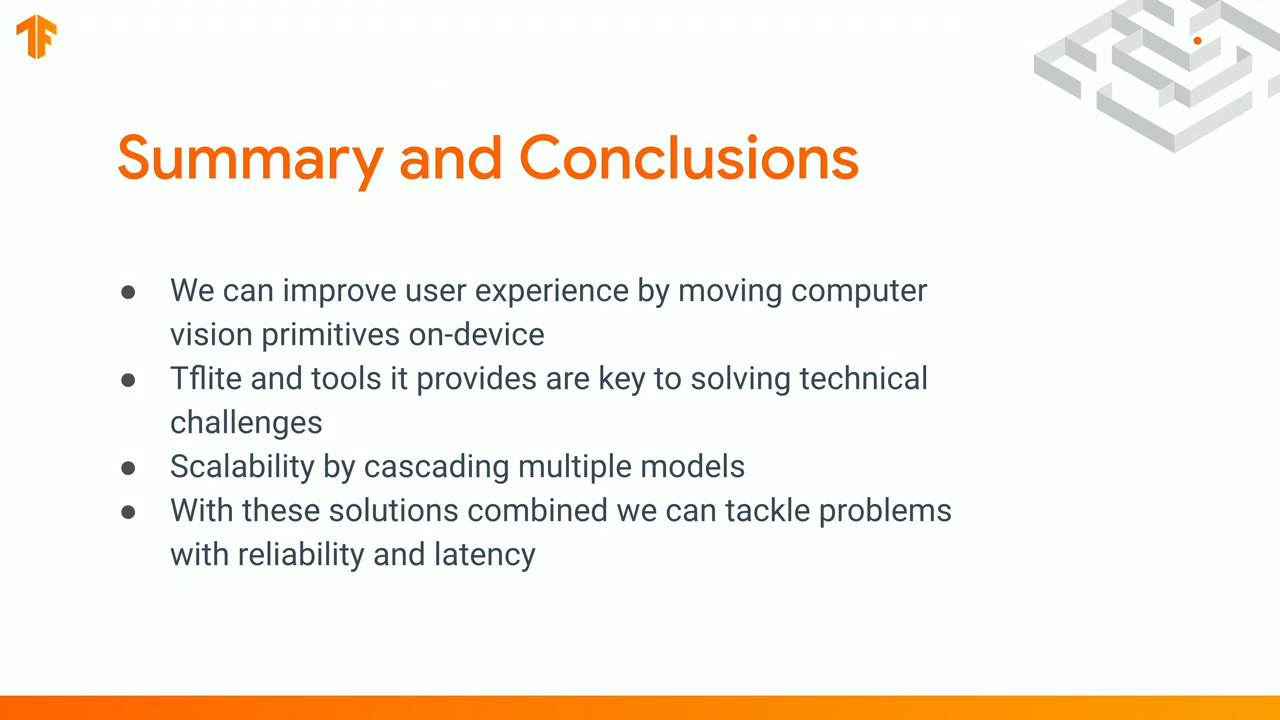 Summary and Conclusions
● We can improve user experience by moving computer
vision primitives on-device
● Tflite and tools it provides are key to solving technical
challenges
● Scalability by cascading multiple models
● With these solutions combined we can tackle problems
with reliability and latency